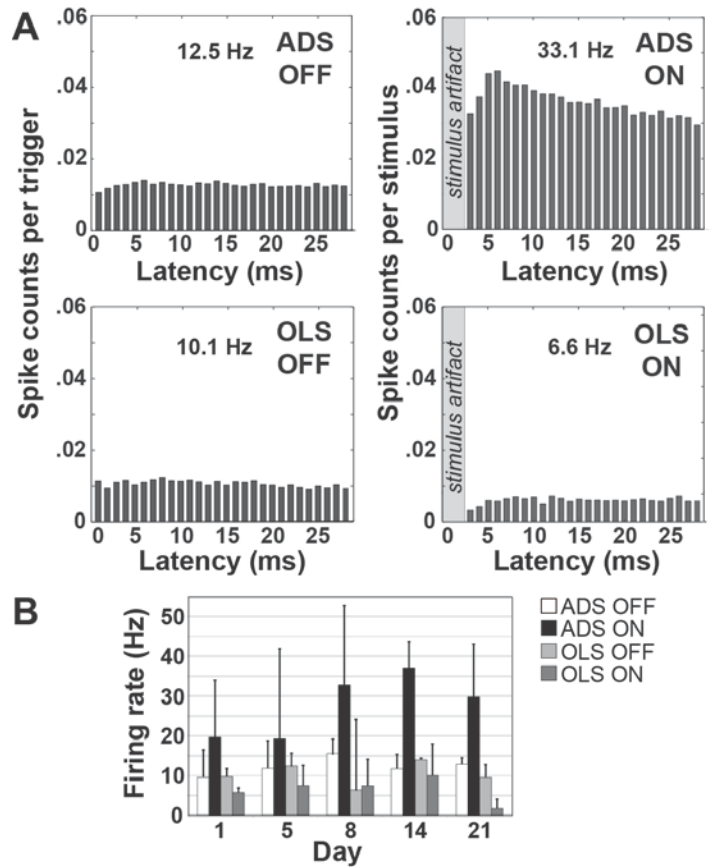 A
Spike counts per trigger
.06
.04
.02
0
12.5 Hz
ADS
OFF
0 5 10 15 20 25
Latency (ms)
Spike counts per stimulus
.06
.04
.02
0
stimulus artifact
33.1 Hz
ADS
ON
0 5 10 15 20 25
Latency (ms)
.06
.04
.02
0
10.1 Hz
OLS
OFF
0 5 10 15 20 25
Latency (ms)
.06
.04
.02
0
stimulus artifact
6.6 Hz
OLS
ON
0 5 10 15 20 25
Latency (ms)
B
Firing rate (Hz)
50
40
30
20
10
0
1 5 8 14 21
Day
ADS OFF
ADS ON
OLS OFF
OLS ON